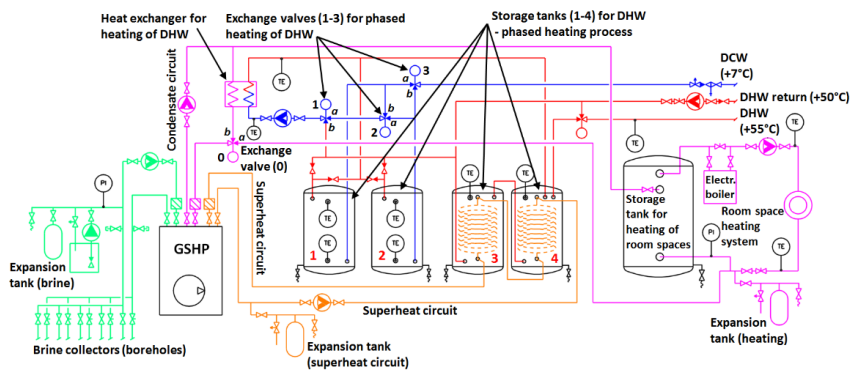 Heat exchanger for
heating of DHW
Exchange valves (1-3) for phased
heating of DHW
Storage tanks (1-4) for DHW
- phased heating process
DCW
(+7°C)
DHW return (+50°C)
DHW
(+55°C)
Condensate circuit
TE
TE
1
a
b
2
b
a
3
a
b
b
a
0
Exchange
valve (0)
Superheat circuit
TE
TE
PI
GSHP
Expansion
tank (brine)
Brine collectors (boreholes)
TE
TE
1
TE
TE
2
TE
TE
3
TE
TE
4
Superheat circuit
Expansion tank
(superheat circuit)
Storage
tank for
heating of
room spaces
Electr.
boiler
Room space
heating
system
PI
TE
Expansion
tank (heating)